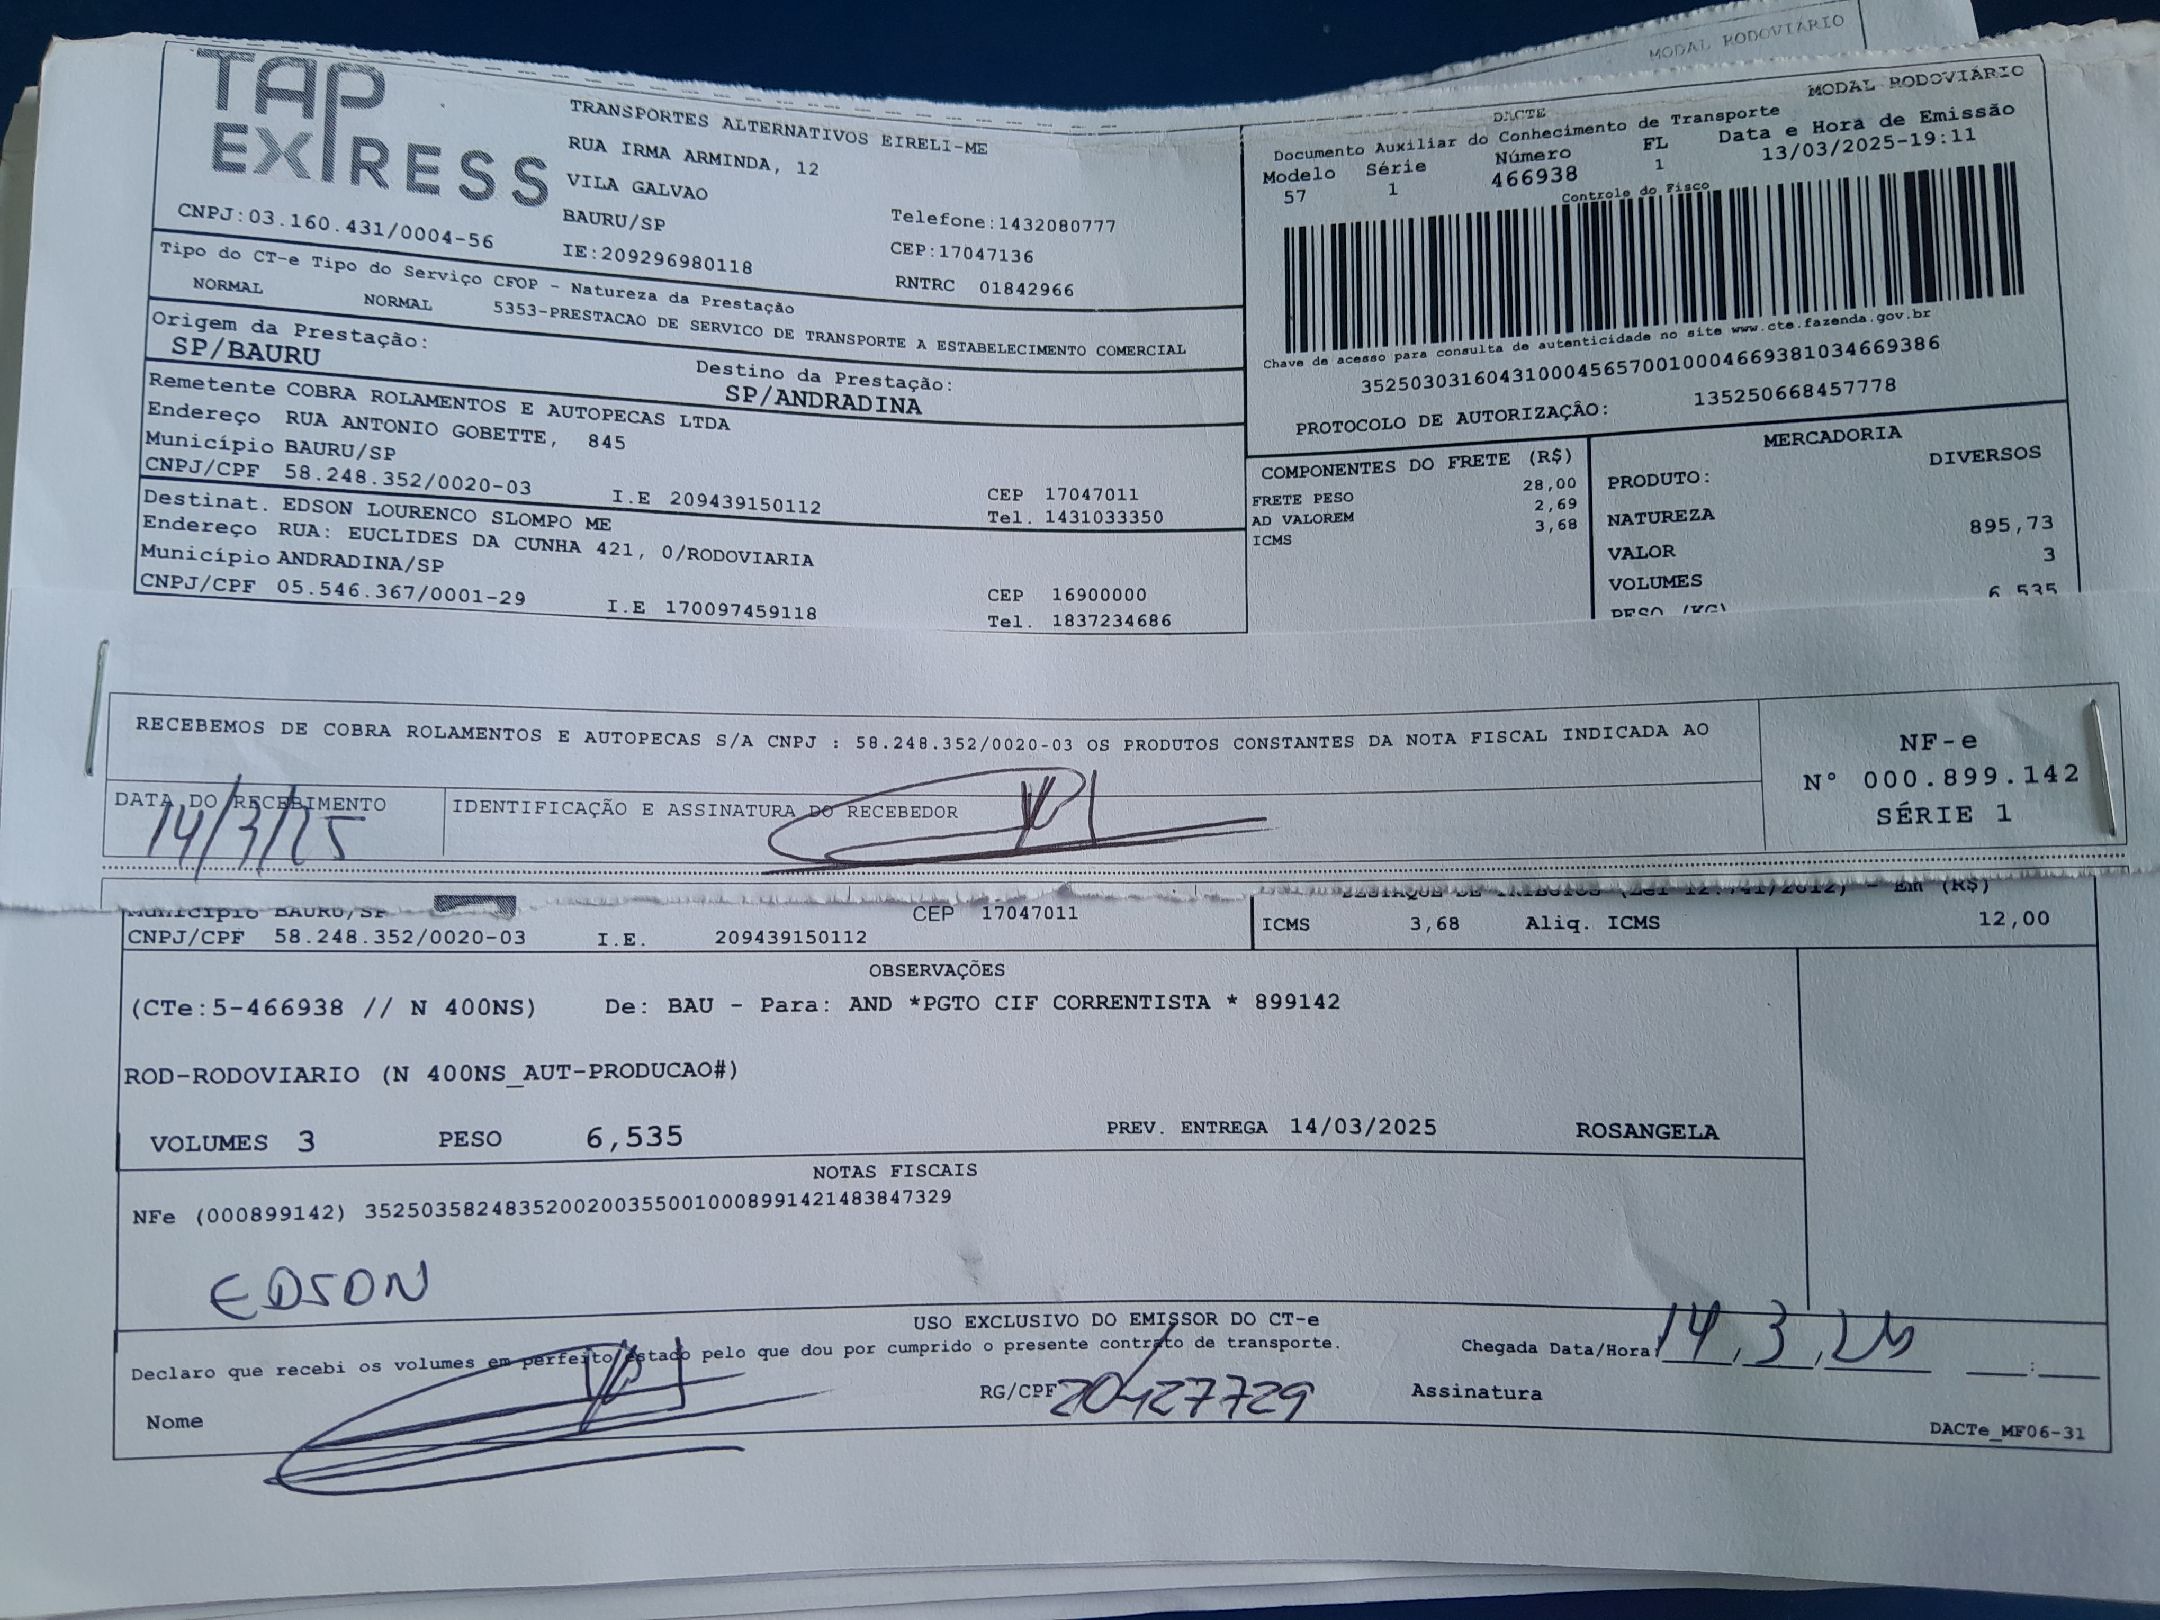 MODAL RODOVIÁRIO
TAP
EXPRESS
TRANSPORTES ALTERNATIVOS EIRELI-ME
RUA IRMA ARMINDA, 12
VILA GALVAO
BAURU/SP
IE:209296980118
Telefone:1432080777
CEP:17047136
RNTRC 01842966
CNPJ:03.160.431/0004-56
MODAL RODOVIÁRIO
DACTE
Documento Auxiliar do Conhecimento de Transporte
Modelo Série Número FL Data e Hora de Emissão
57 1 466938 1 13/03/2025-19:11
Controle do Fisco
Chave de acesso para consulta de autenticidade no site www.cte.fazenda.gov.br
35250303160431000456570010004669381034669386
PROTOCOLO DE AUTORIZAÇÃO: 135250668457778
Tipo do CT-e Tipo do Serviço CFOP - Natureza da Prestação
NORMAL NORMAL 5353-PRESTACAO DE SERVICO DE TRANSPORTE A ESTABELECIMENTO COMERCIAL
Origem da Prestação: Destino da Prestação:
SP/BAURU SP/ANDRADINA
Remetente COBRA ROLAMENTOS E AUTOPECAS LTDA
Endereço RUA ANTONIO GOBETTE, 845
Município BAURU/SP CEP 17047011
CNPJ/CPF 58.248.352/0020-03 I.E 209439150112 Tel. 1431033350
Destinat. EDSON LOURENCO SLOMPO ME
Endereço RUA: EUCLIDES DA CUNHA 421, 0/RODOVIARIA
Município ANDRADINA/SP CEP 16900000
CNPJ/CPF 05.546.367/0001-29 I.E 170097459118 Tel. 1837234686
COMPONENTES DO FRETE (R$)
FRETE PESO 28,00
AD VALOREM 2,69
ICMS 3,68
MERCADORIA
PRODUTO: DIVERSOS
NATUREZA
VALOR 895,73
VOLUMES 3
PESO (KG) 6,535
RECEBEMOS DE COBRA ROLAMENTOS E AUTOPECAS S/A CNPJ : 58.248.352/0020-03 OS PRODUTOS CONSTANTES DA NOTA FISCAL INDICADA AO
NF-e
N° 000.899.142
SÉRIE 1
DATA DO RECEBIMENTO IDENTIFICAÇÃO E ASSINATURA DO RECEBEDOR
14/3/25
Município BAURU/SP CEP 17047011
CNPJ/CPF 58.248.352/0020-03 I.E. 209439150112
DESTAQUE DE TRIBUTOS (Lei 12.741/2012) - Em (R$)
ICMS 3,68 Aliq. ICMS 12,00
OBSERVAÇÕES
(CTe:5-466938 // N 400NS) De: BAU - Para: AND *PGTO CIF CORRENTISTA * 899142
ROD-RODOVIARIO (N 400NS_AUT-PRODUCAO#)
VOLUMES 3 PESO 6,535 PREV. ENTREGA 14/03/2025 ROSANGELA
NOTAS FISCAIS
NFe (000899142) 35250358248352002003550010008991421483847329
EDSON
USO EXCLUSIVO DO EMISSOR DO CT-e
Declaro que recebi os volumes em perfeito estado pelo que dou por cumprido o presente contrato de transporte. Chegada Data/Hora: 14,3,25 :
Nome RG/CPF 20427729 Assinatura
DACTe_MF06-31